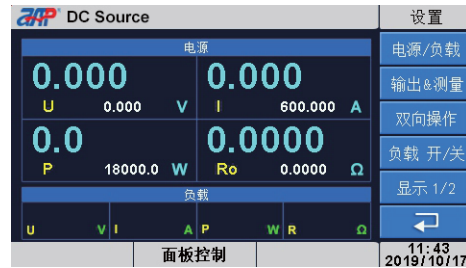 ZAP DC Source
设置
电源
0.000 0.000
U 0.000 V I 600.000 A
0.0 0.0000
P 18000.0 W Ro 0.0000 Ω
负载
U V I A P W R Ω
电源/负载
输出&测量
双向操作
负载 开/关
显示 1/2
面板控制
11:43
2019/10/17